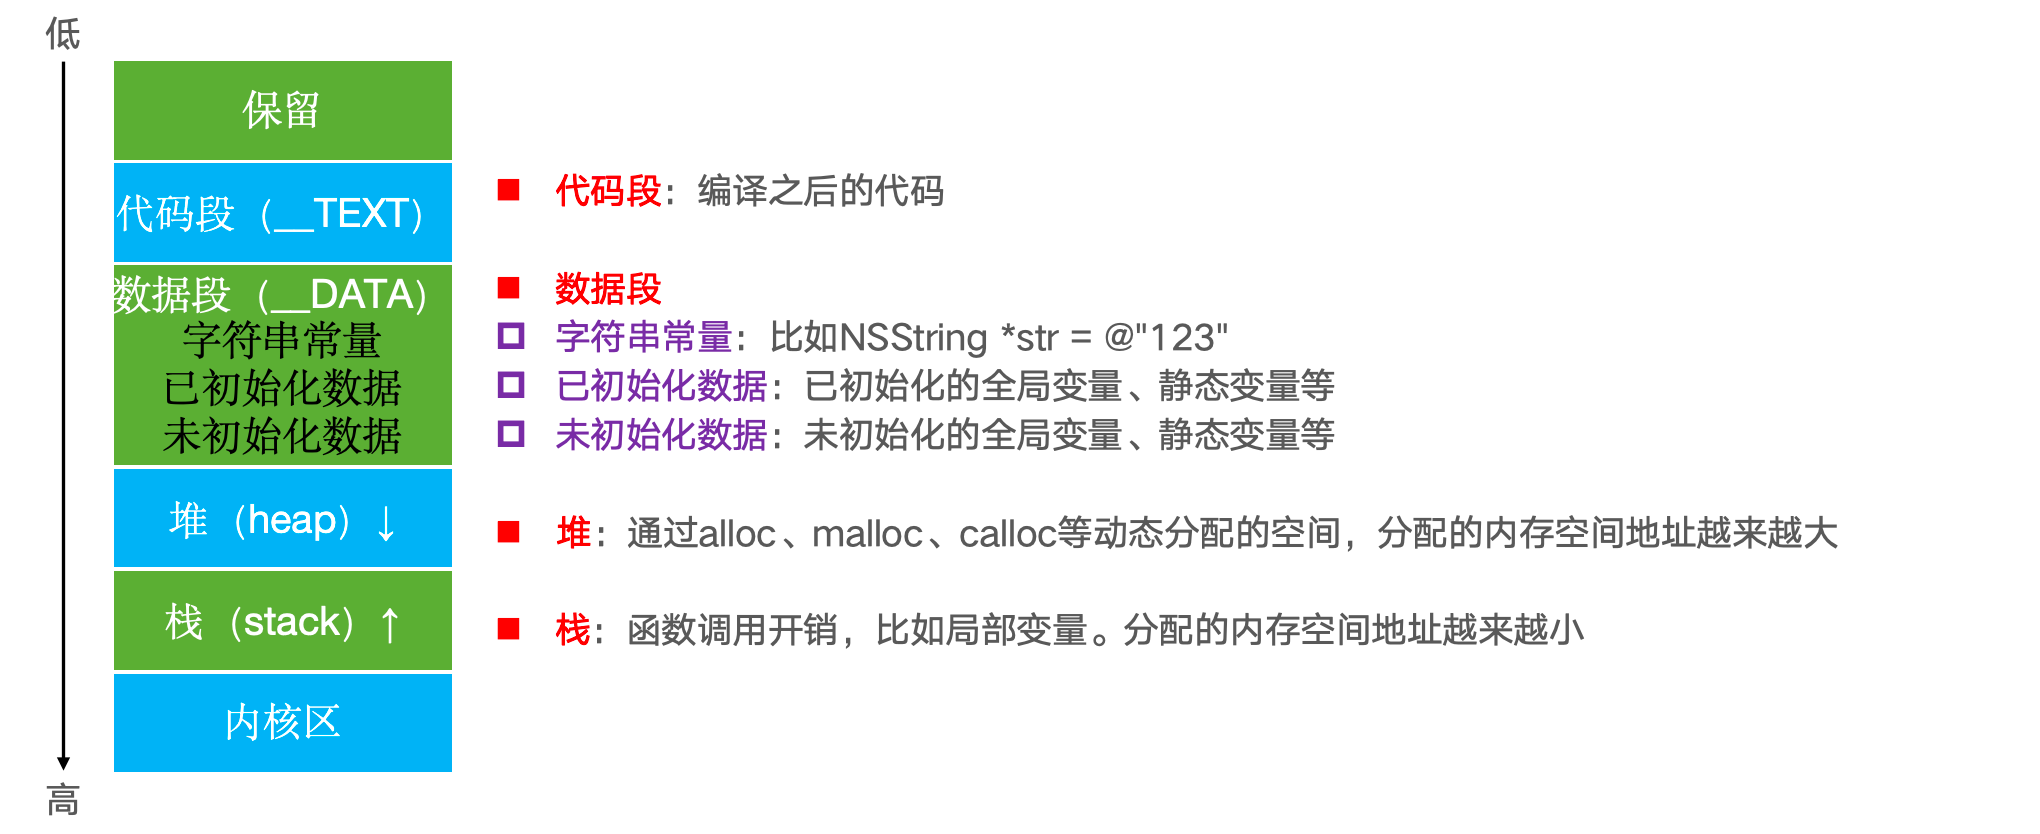 低
保留
代码段（__TEXT）
■ 代码段：编译之后的代码
数据段（__DATA）
■ 数据段
字符串常量
字符串常量：比如NSString *str = @"123"
已初始化数据
已初始化数据：已初始化的全局变量、静态变量等
未初始化数据
未初始化数据：未初始化的全局变量、静态变量等
堆（heap）↓
■ 堆：通过alloc、malloc、calloc等动态分配的空间，分配的内存空间地址越来越大
栈（stack）↑
■ 栈：函数调用开销，比如局部变量。分配的内存空间地址越来越小
内核区
高